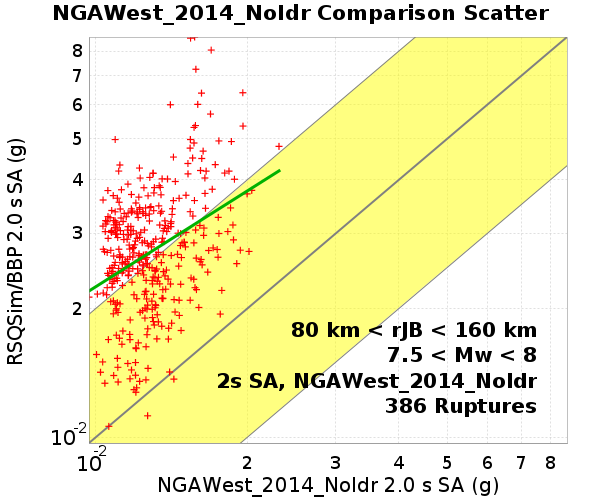 NGAWest_2014_NoIdr Comparison Scatter
RSQSim/BBP 2.0 s SA (g)
8
7
6
5
4
3
2
10-2
80 km < rJB < 160 km
7.5 < Mw < 8
2s SA, NGAWest_2014_NoIdr
386 Ruptures
10-2 2 3 4 5 6 7 8
NGAWest_2014_NoIdr 2.0 s SA (g)